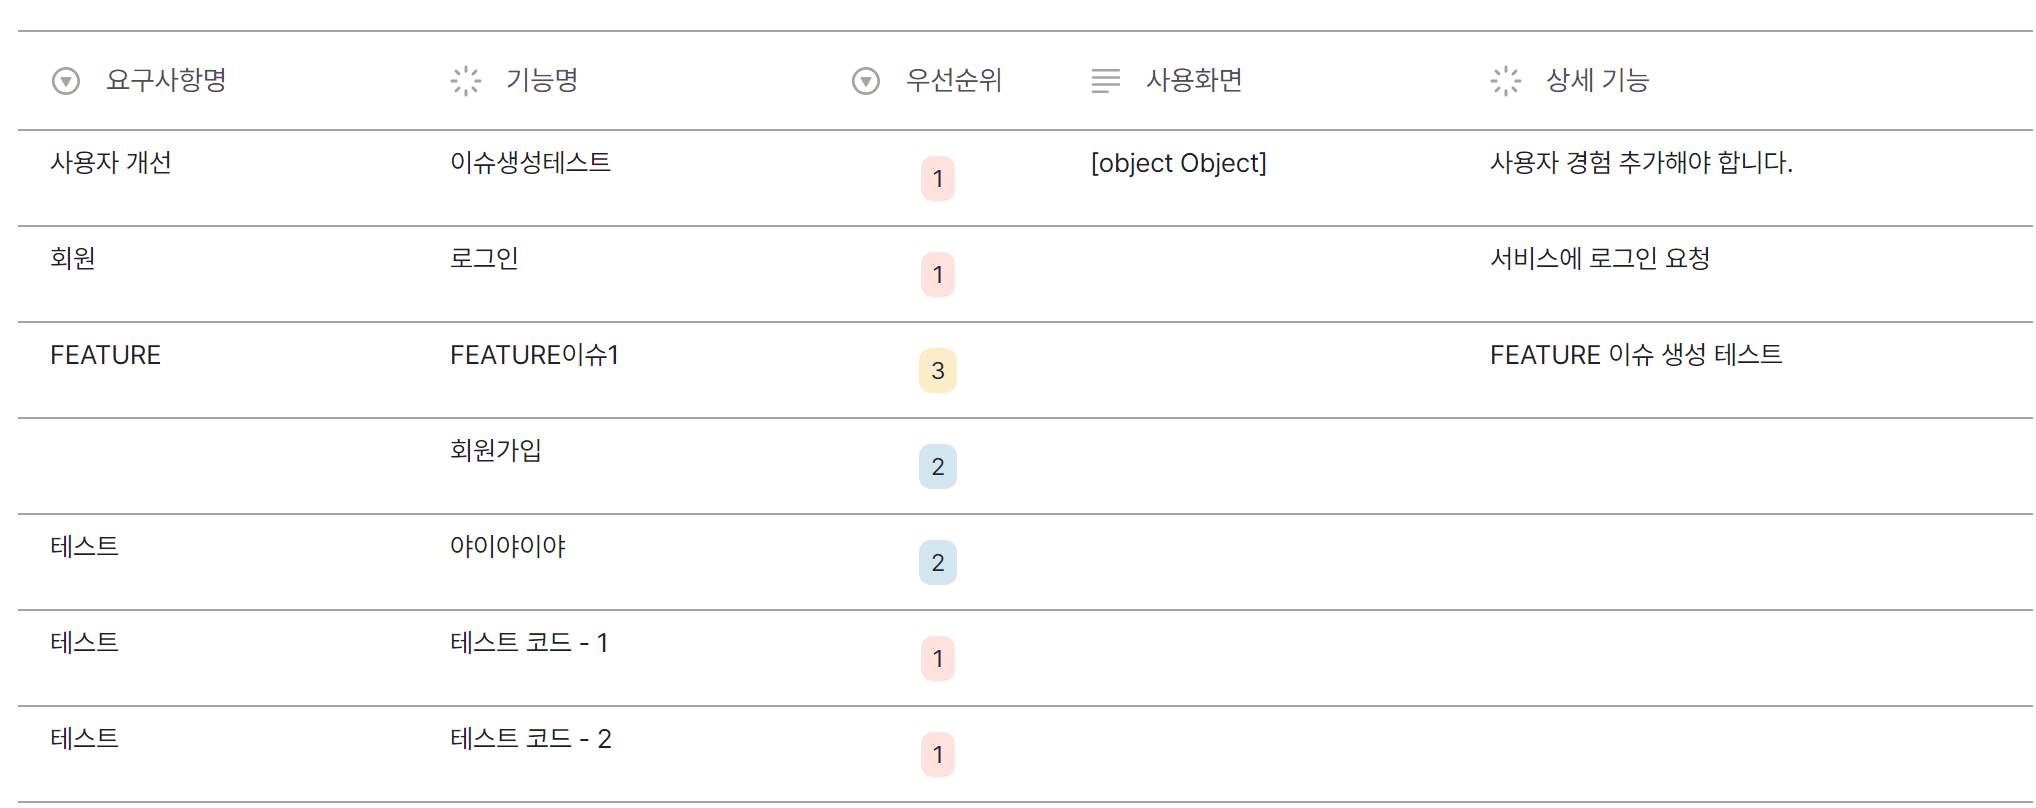 요구사항명 기능명 우선순위 사용화면 상세 기능
사용자 개선 이슈생성테스트 1 [object Object] 사용자 경험 추가해야 합니다.
회원 로그인 1 서비스에 로그인 요청
FEATURE FEATURE이슈1 3 FEATURE 이슈 생성 테스트
회원가입 2
테스트 야이야이야 2
테스트 테스트 코드 - 1 1
테스트 테스트 코드 - 2 1